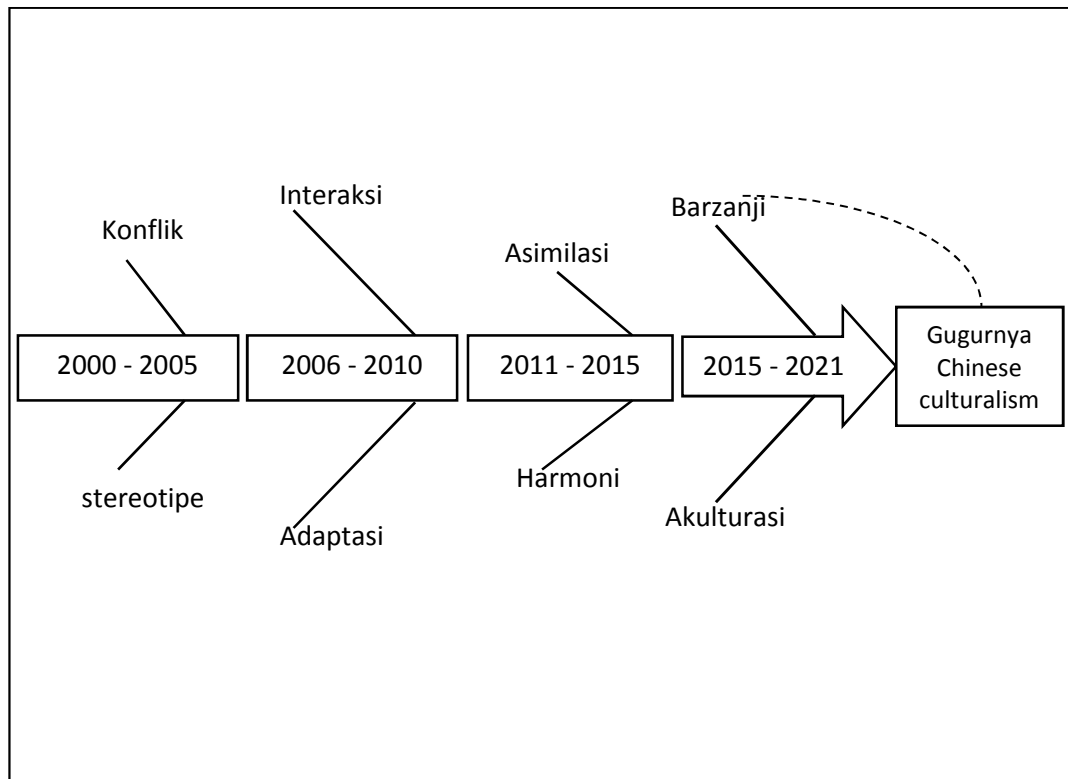 Konflik
Interaksi
Asimilasi
Barzanji
2000 - 2005
2006 - 2010
2011 - 2015
2015 - 2021
Gugurnya
Chinese
culturalism
stereotipe
Adaptasi
Harmoni
Akulturasi